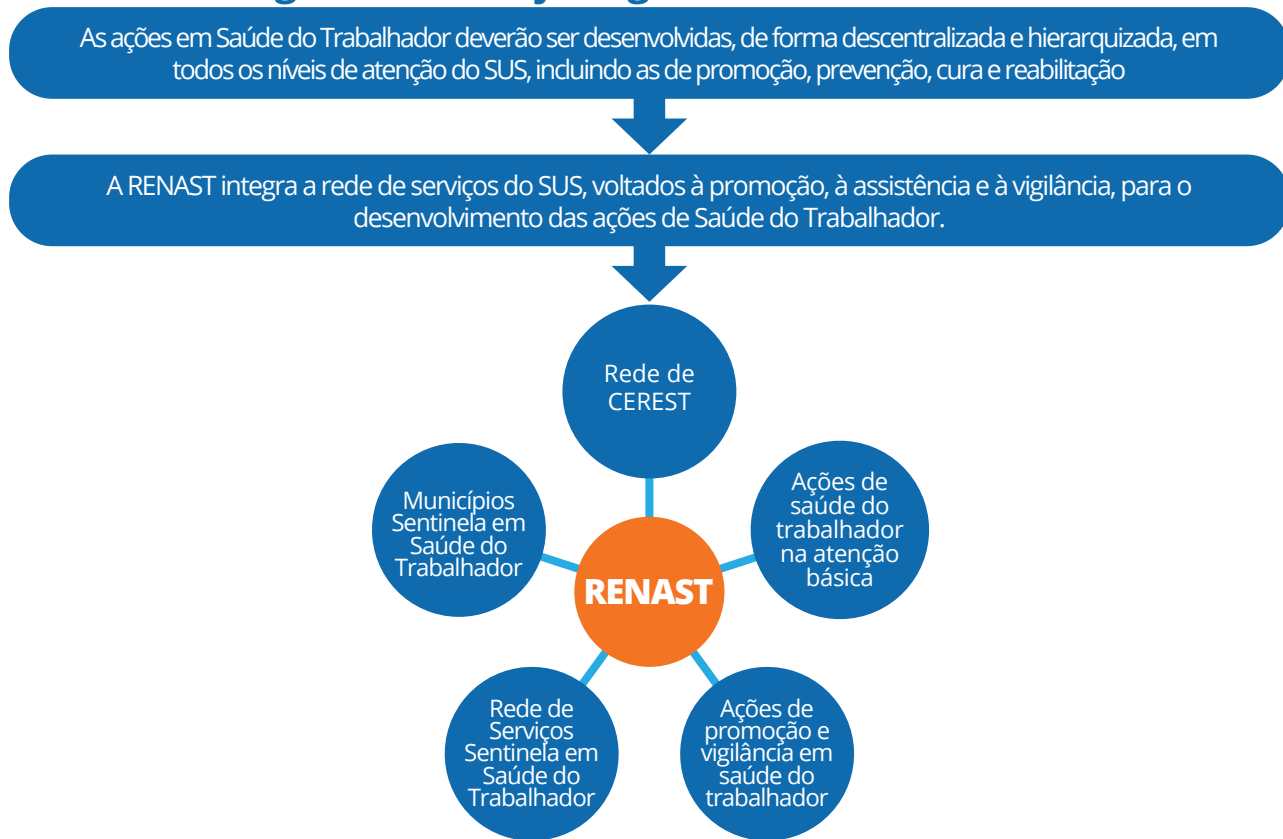 As ações em Saúde do Trabalhador deverão ser desenvolvidas, de forma descentralizada e hierarquizada, em
todos os níveis de atenção do SUS, incluindo as de promoção, prevenção, cura e reabilitação
A RENAST integra a rede de serviços do SUS, voltados à promoção, à assistência e à vigilância, para o
desenvolvimento das ações de Saúde do Trabalhador.
Rede de
CEREST
Municípios
Sentinela em
Saúde do
Trabalhador
Ações de
saúde do
trabalhador
na atenção
básica
RENAST
Rede de
Serviços
Sentinela em
Saúde do
Trabalhador
Ações de
promoção e
vigilância em
saúde do
trabalhador